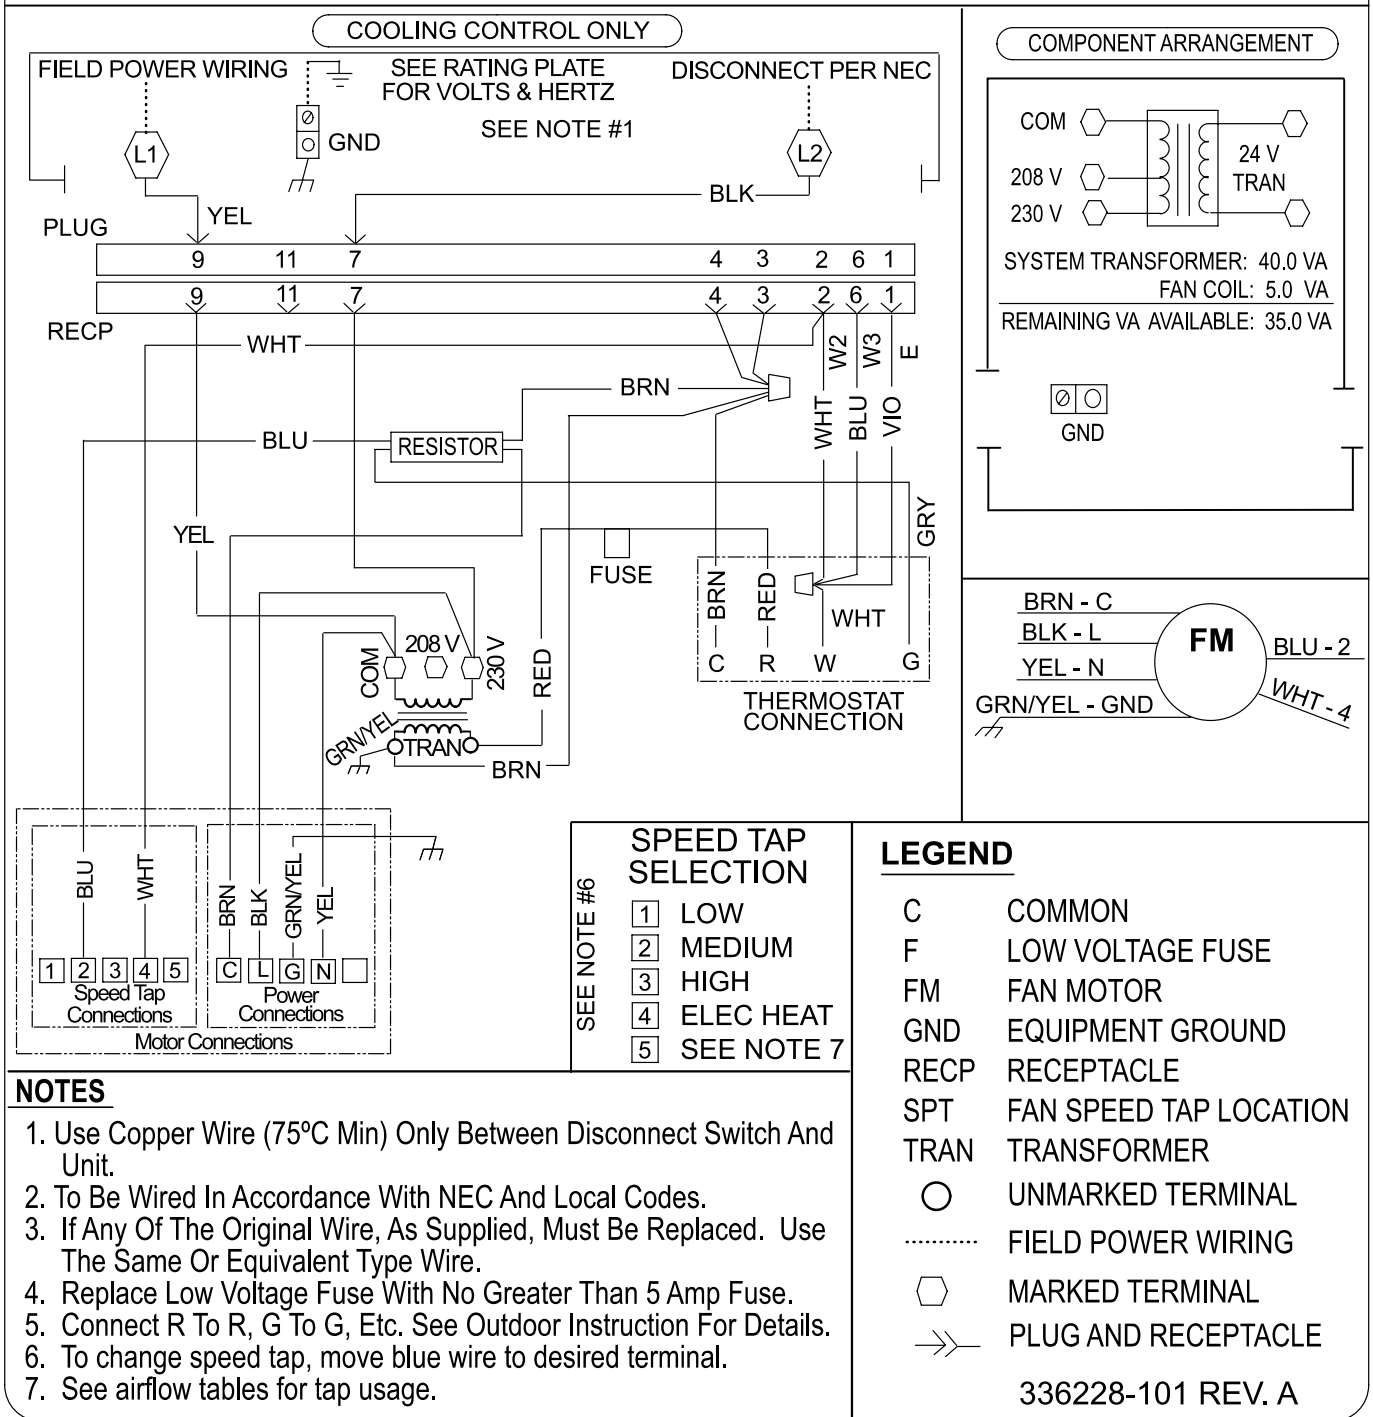 COOLING CONTROL ONLY
FIELD POWER WIRING
SEE RATING PLATE
FOR VOLTS & HERTZ
DISCONNECT PER NEC
SEE NOTE #1
L1
GND
L2
YEL
BLK
PLUG
9 11 7 4 3 2 6 1
9 11 7 4 3 2 6 1
RECP
WHT
W2
W3
E
BRN
WHT
BLU
VIO
BLU
RESISTOR
YEL
GRY
FUSE
BRN
RED
WHT
COM
208 V
230 V
RED
C R W G
THERMOSTAT
CONNECTION
GRN/YEL
TRAN
BRN
BLU
WHT
BRN
BLK
GRN/YEL
YEL
1 2 3 4 5
C L G N
Speed Tap
Connections
Power
Connections
Motor Connections
COMPONENT ARRANGEMENT
COM
208 V
230 V
24 V
TRAN
SYSTEM TRANSFORMER: 40.0 VA
FAN COIL: 5.0 VA
REMAINING VA AVAILABLE: 35.0 VA
GND
BRN - C
BLK - L
YEL - N
GRN/YEL - GND
FM
BLU - 2
WHT - 4
SEE NOTE #6
SPEED TAP
SELECTION
1 LOW
2 MEDIUM
3 HIGH
4 ELEC HEAT
5 SEE NOTE 7
LEGEND
C COMMON
F LOW VOLTAGE FUSE
FM FAN MOTOR
GND EQUIPMENT GROUND
RECP RECEPTACLE
SPT FAN SPEED TAP LOCATION
TRAN TRANSFORMER
UNMARKED TERMINAL
FIELD POWER WIRING
MARKED TERMINAL
PLUG AND RECEPTACLE
336228-101 REV. A
NOTES
1. Use Copper Wire (75ºC Min) Only Between Disconnect Switch And
Unit.
2. To Be Wired In Accordance With NEC And Local Codes.
3. If Any Of The Original Wire, As Supplied, Must Be Replaced. Use
The Same Or Equivalent Type Wire.
4. Replace Low Voltage Fuse With No Greater Than 5 Amp Fuse.
5. Connect R To R, G To G, Etc. See Outdoor Instruction For Details.
6. To change speed tap, move blue wire to desired terminal.
7. See airflow tables for tap usage.